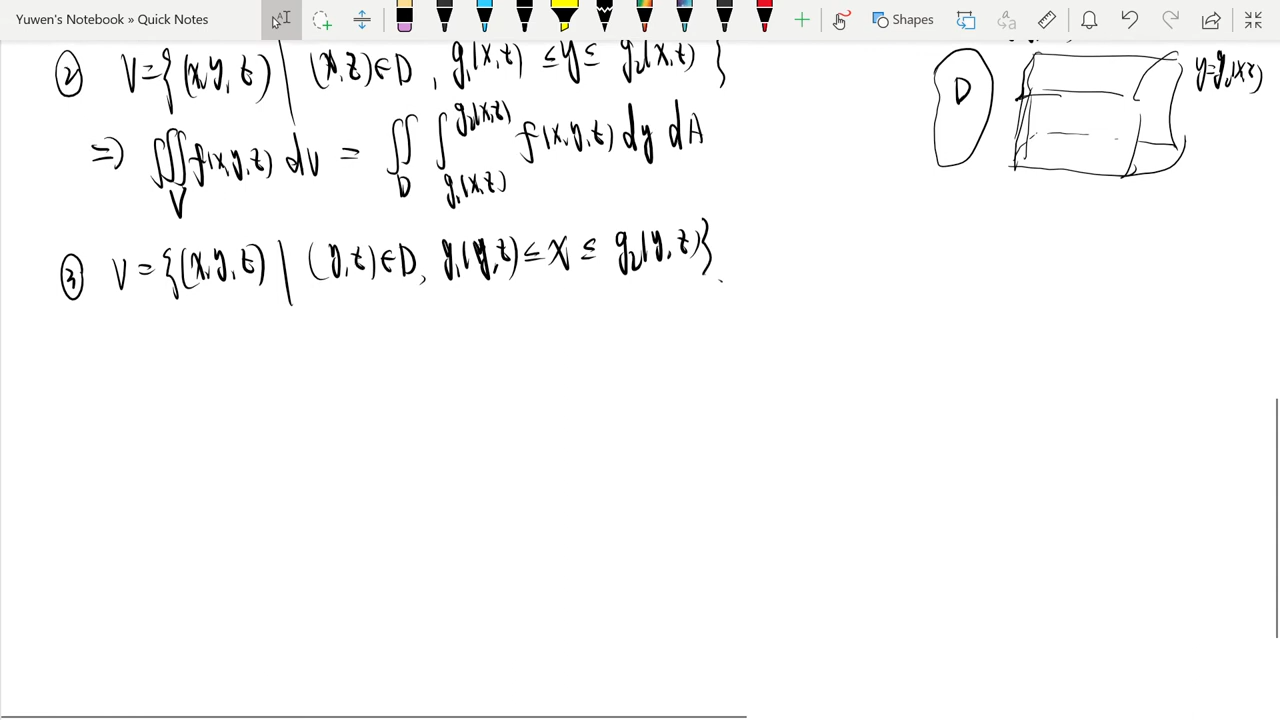 Yuwen's Notebook » Quick Notes
Shapes
② V={(x,y,z) | (x,z)∈D, g₁(x,z) ≤y≤ g₂(x,z)}
D
y=g₂(x,z)
⇒ ∭_V f(x,y,z) dV = ∬_D ∫_{g₁(x,z)}^{g₂(x,z)} f(x,y,z) dy dA
③ V={(x,y,z) | (y,z)∈D, g₁(y,z)≤x≤ g₂(y,z)}.